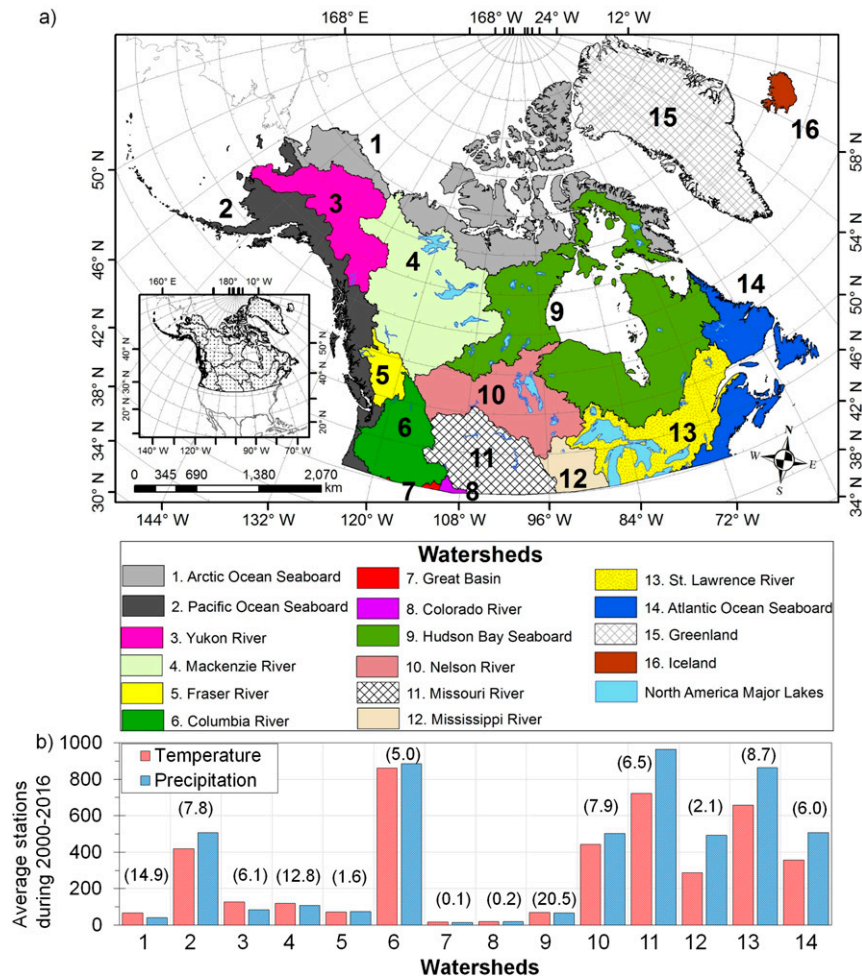 a)
168° E
168° W
24° W
12° W
50° N
46° N
42° N
38° N
34° N
30° N
58° N
54° N
50° N
46° N
42° N
38° N
34° N
1
2
3
4
5
6
7
8
9
10
11
12
13
14
15
16
160° E
180°
10° W
40° N
30° N
20° N
50° N
40° N
30° N
20° N
140° W
120° W
90° W
70° W
0 345 690 1,380 2,070
km
N
W
E
S
144° W
132° W
120° W
108° W
96° W
84° W
72° W
Watersheds
1. Arctic Ocean Seaboard
2. Pacific Ocean Seaboard
3. Yukon River
4. Mackenzie River
5. Fraser River
6. Columbia River
7. Great Basin
8. Colorado River
9. Hudson Bay Seaboard
10. Nelson River
11. Missouri River
12. Mississippi River
13. St. Lawrence River
14. Atlantic Ocean Seaboard
15. Greenland
16. Iceland
North America Major Lakes
b)
Average stations
during 2000-2016
1000
800
600
400
200
0
Temperature
Precipitation
(14.9)
(7.8)
(6.1)
(12.8)
(1.6)
(5.0)
(0.1)
(0.2)
(20.5)
(7.9)
(6.5)
(2.1)
(8.7)
(6.0)
1 2 3 4 5 6 7 8 9 10 11 12 13 14
Watersheds